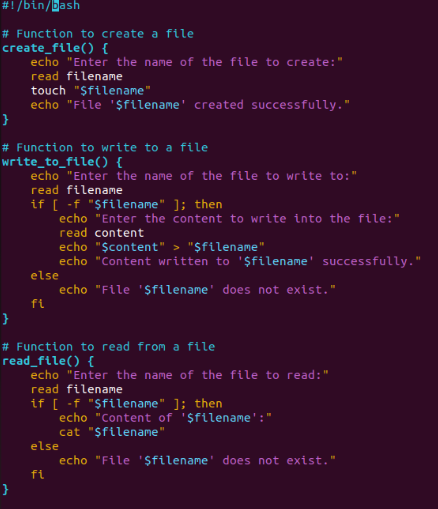 #!/bin/bash

# Function to create a file
create_file() {
    echo "Enter the name of the file to create:"
    read filename
    touch "$filename"
    echo "File '$filename' created successfully."
}

# Function to write to a file
write_to_file() {
    echo "Enter the name of the file to write to:"
    read filename
    if [ -f "$filename" ]; then
        echo "Enter the content to write into the file:"
        read content
        echo "$content" > "$filename"
        echo "Content written to '$filename' successfully."
    else
        echo "File '$filename' does not exist."
    fi
}

# Function to read from a file
read_file() {
    echo "Enter the name of the file to read:"
    read filename
    if [ -f "$filename" ]; then
        echo "Content of '$filename':"
        cat "$filename"
    else
        echo "File '$filename' does not exist."
    fi
}